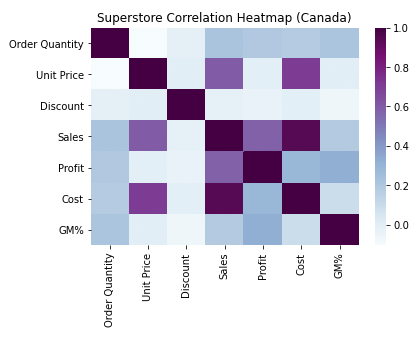 Superstore Correlation Heatmap (Canada)
Order Quantity
Unit Price
Discount
Sales
Profit
Cost
GM%
Order Quantity
Unit Price
Discount
Sales
Profit
Cost
GM%
1.0
0.8
0.6
0.4
0.2
0.0